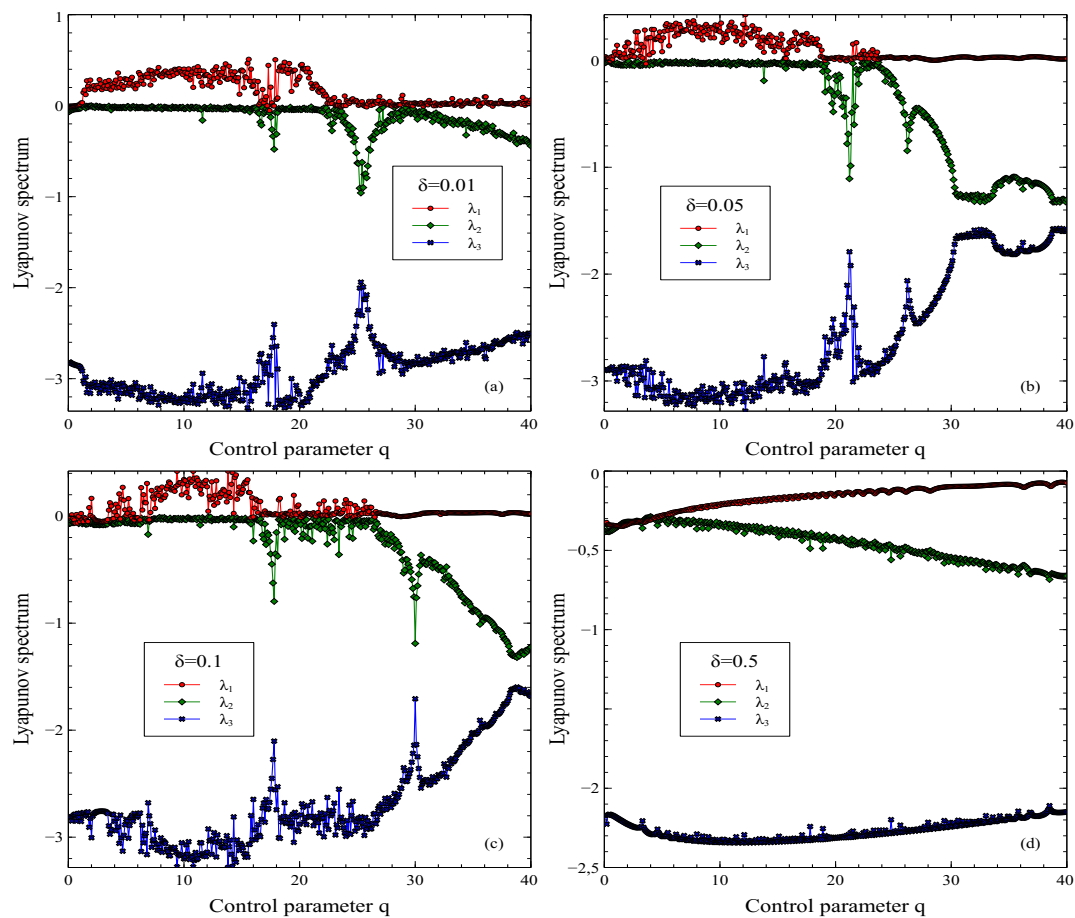 1
0
−1
−2
−3
0
10
20
30
40
Lyapunov spectrum
Control parameter q
δ=0.01
λ₁
λ₂
λ₃
(a)
0
−1
−2
−3
0
10
20
30
40
Lyapunov spectrum
Control parameter q
δ=0.05
λ₁
λ₂
λ₃
(b)
0
−1
−2
−3
0
10
20
30
40
Lyapunov spectrum
Control parameter q
δ=0.1
λ₁
λ₂
λ₃
(c)
0
−0,5
−1
−2
−2,5
0
10
20
30
40
Lyapunov spectrum
Control parameter q
δ=0.5
λ₁
λ₂
λ₃
(d)